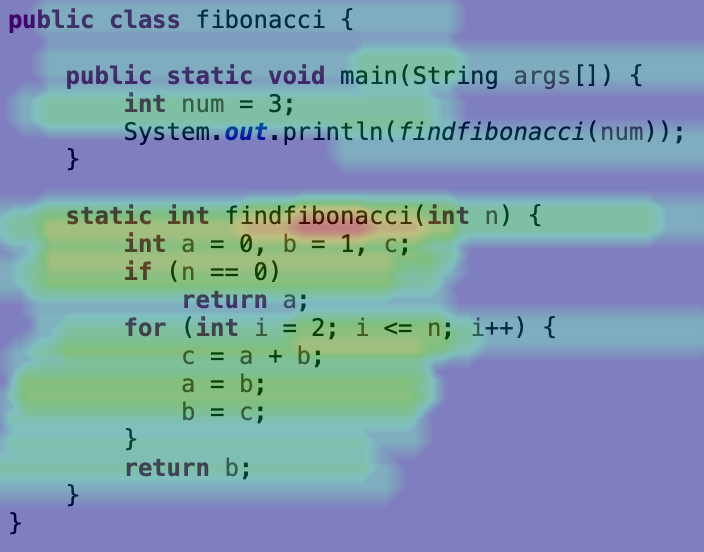 public class fibonacci {
public static void main(String args[]) {
int num = 3;
System.out.println(findfibonacci(num));
}
static int findfibonacci(int n) {
int a = 0, b = 1, c;
if (n == 0)
return a;
for (int i = 2; i <= n; i++) {
c = a + b;
a = b;
b = c;
}
return b;
}
}